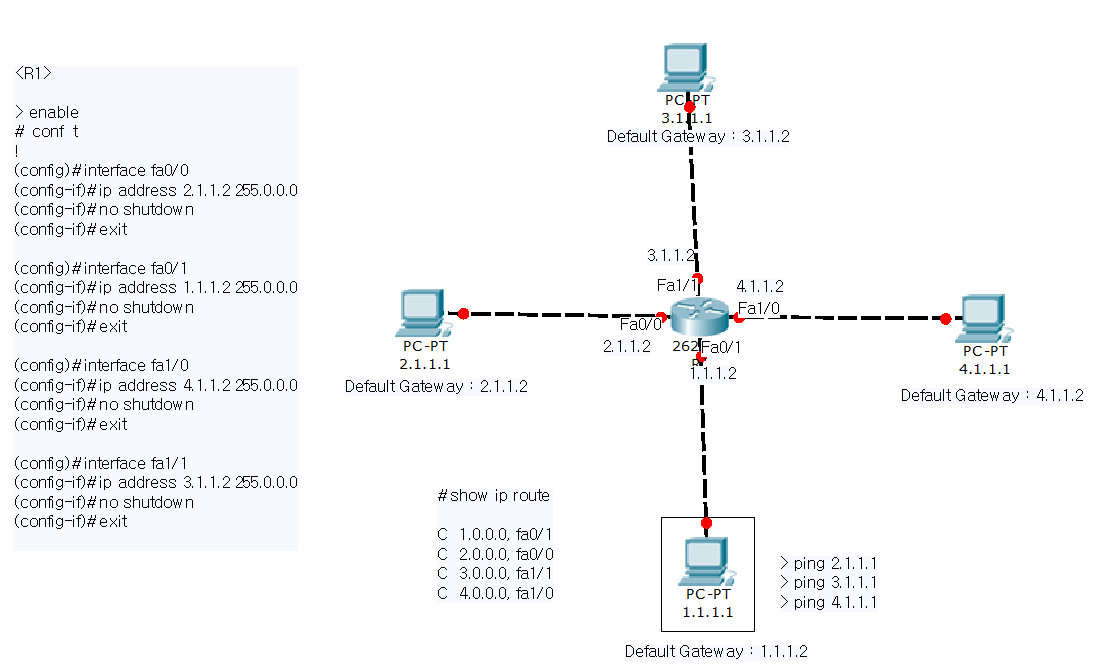 <R1>
> enable
# conf t
!
(config)#interface fa0/0
(config-if)#ip address 2.1.1.2 255.0.0.0
(config-if)#no shutdown
(config-if)#exit
(config)#interface fa0/1
(config-if)#ip address 1.1.1.2 255.0.0.0
(config-if)#no shutdown
(config-if)#exit
(config)#interface fa1/0
(config-if)#ip address 4.1.1.2 255.0.0.0
(config-if)#no shutdown
(config-if)#exit
(config)#interface fa1/1
(config-if)#ip address 3.1.1.2 255.0.0.0
(config-if)#no shutdown
(config-if)#exit
PC-PT
3.1.1.1
Default Gateway : 3.1.1.2
3.1.1.2
Fa1/1
4.1.1.2
Fa1/0
Fa0/0
2.1.1.2
262
Fa0/1
1.1.1.2
PC-PT
2.1.1.1
Default Gateway : 2.1.1.2
PC-PT
4.1.1.1
Default Gateway : 4.1.1.2
#show ip route
C 1.0.0.0, fa0/1
C 2.0.0.0, fa0/0
C 3.0.0.0, fa1/1
C 4.0.0.0, fa1/0
PC-PT
1.1.1.1
Default Gateway : 1.1.1.2
> ping 2.1.1.1
> ping 3.1.1.1
> ping 4.1.1.1